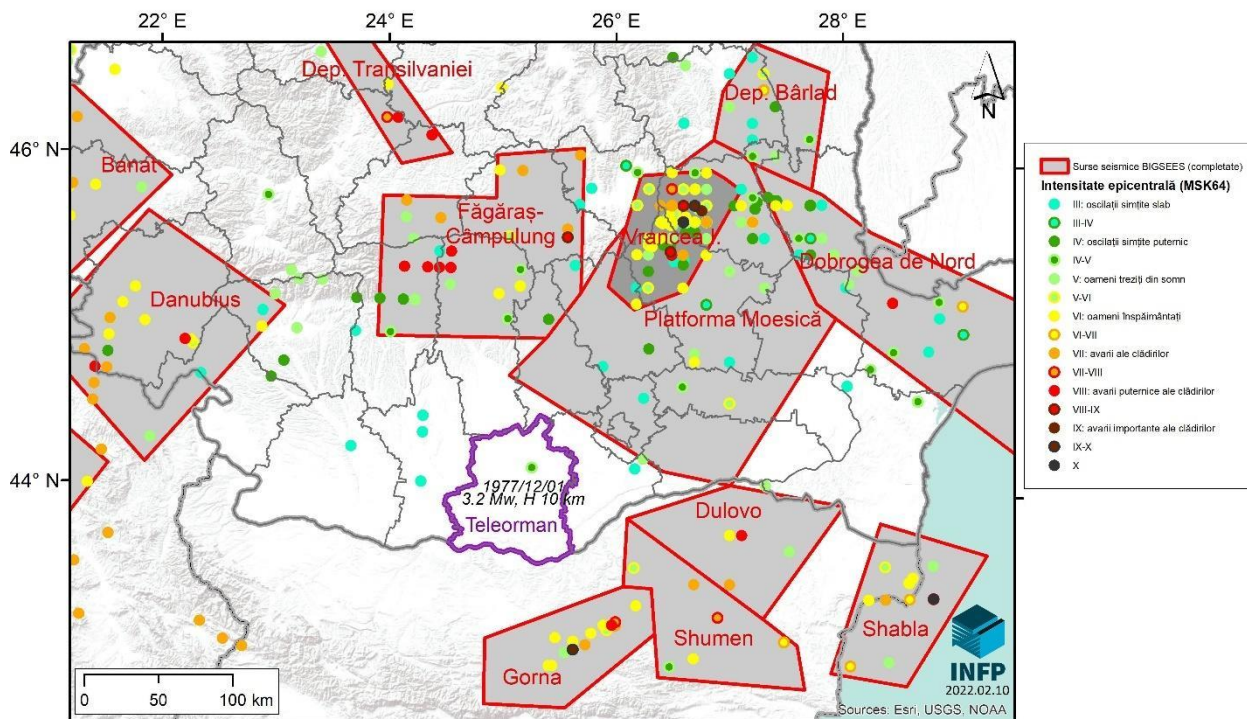 22° E
24° E
26° E
28° E
46° N
44° N
Dep. Transilvaniei
Dep. Bârlad
N
Banat
Făgăraș-
Câmpulung
Vrancea
Dobrogea de Nord
Danubius
Platforma Moesică
1977/12/01
3.2 Mw, H 10 km
Teleorman
Dulovo
Shumen
Shabla
Gorna
0 50 100 km
INFP
2022.02.10
Sources: Esri, USGS, NOAA
Surse seismice BIGSEES (completate)
Intensitate epicentrală (MSK64)
III: oscilații simțite slab
III-IV
IV: oscilații simțite puternic
IV-V
V: oameni treziți din somn
V-VI
VI: oameni înspăimântați
VI-VII
VII: avarii ale clădirilor
VII-VIII
VIII: avarii puternice ale clădirilor
VIII-IX
IX: avarii importante ale clădirilor
IX-X
X